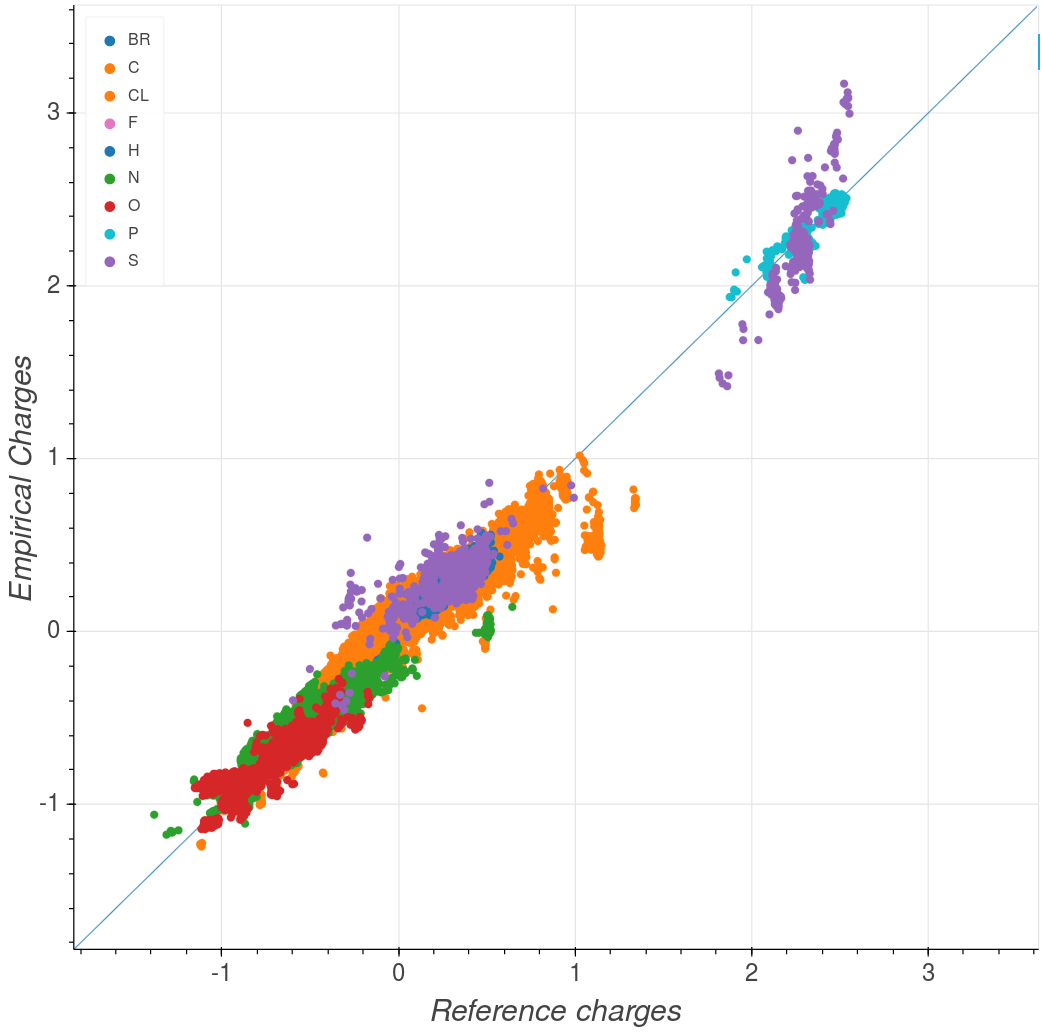 BR
C
CL
F
H
N
O
P
S
3
2
1
0
-1
Empirical Charges
-1 0 1 2 3
Reference charges